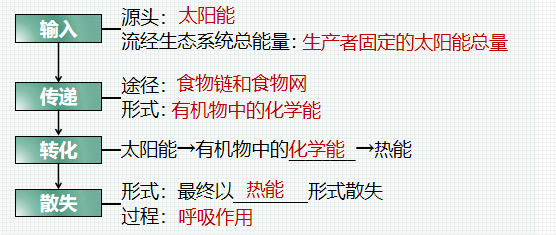 输入
源头：太阳能
流经生态系统总能量：生产者固定的太阳能总量
传递
途径：食物链和食物网
形式：有机物中的化学能
转化
太阳能→有机物中的化学能→热能
散失
形式：最终以热能形式散失
过程：呼吸作用